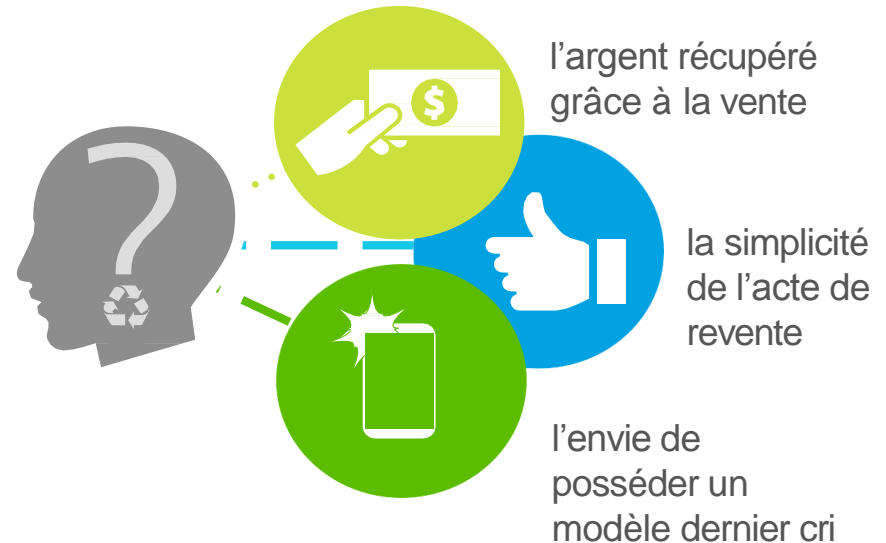 l’argent récupéré
grâce à la vente
$
?
la simplicité
de l’acte de
revente
l’envie de
posséder un
modèle dernier cri